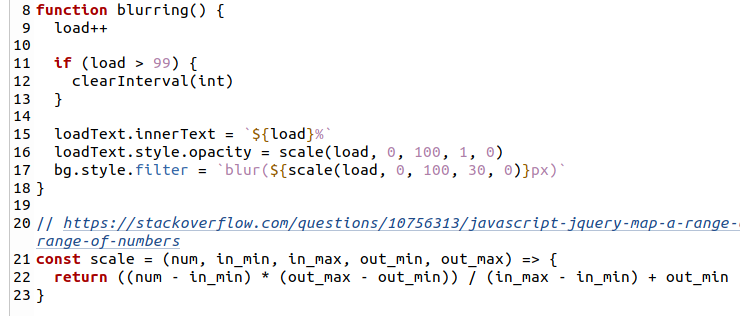 8 function blurring() {
9   load++
10
11   if (load > 99) {
12     clearInterval(int)
13   }
14
15   loadText.innerText = `${load}%`
16   loadText.style.opacity = scale(load, 0, 100, 1, 0)
17   bg.style.filter = `blur(${scale(load, 0, 100, 30, 0)}px)`
18 }
19
20 // https://stackoverflow.com/questions/10756313/javascript-jquery-map-a-range-
range-of-numbers
21 const scale = (num, in_min, in_max, out_min, out_max) => {
22   return ((num - in_min) * (out_max - out_min)) / (in_max - in_min) + out_min
23 }